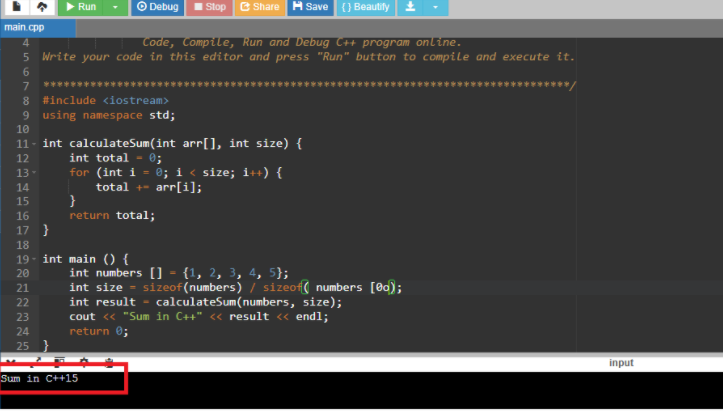 Run Debug Stop Share Save { } Beautify
main.cpp
4 Code, Compile, Run and Debug C++ program online.
5 Write your code in this editor and press "Run" button to compile and execute it.
6
7 *******************************************************************************/
8 #include <iostream>
9 using namespace std;
10
11 int calculateSum(int arr[], int size) {
12 int total = 0;
13 for (int i = 0; i < size; i++) {
14 total += arr[i];
15 }
16 return total;
17 }
18
19 int main () {
20 int numbers [] = {1, 2, 3, 4, 5};
21 int size = sizeof(numbers) / sizeof( numbers [0o);
22 int result = calculateSum(numbers, size);
23 cout << "Sum in C++" << result << endl;
24 return 0;
25 }
input
Sum in C++15